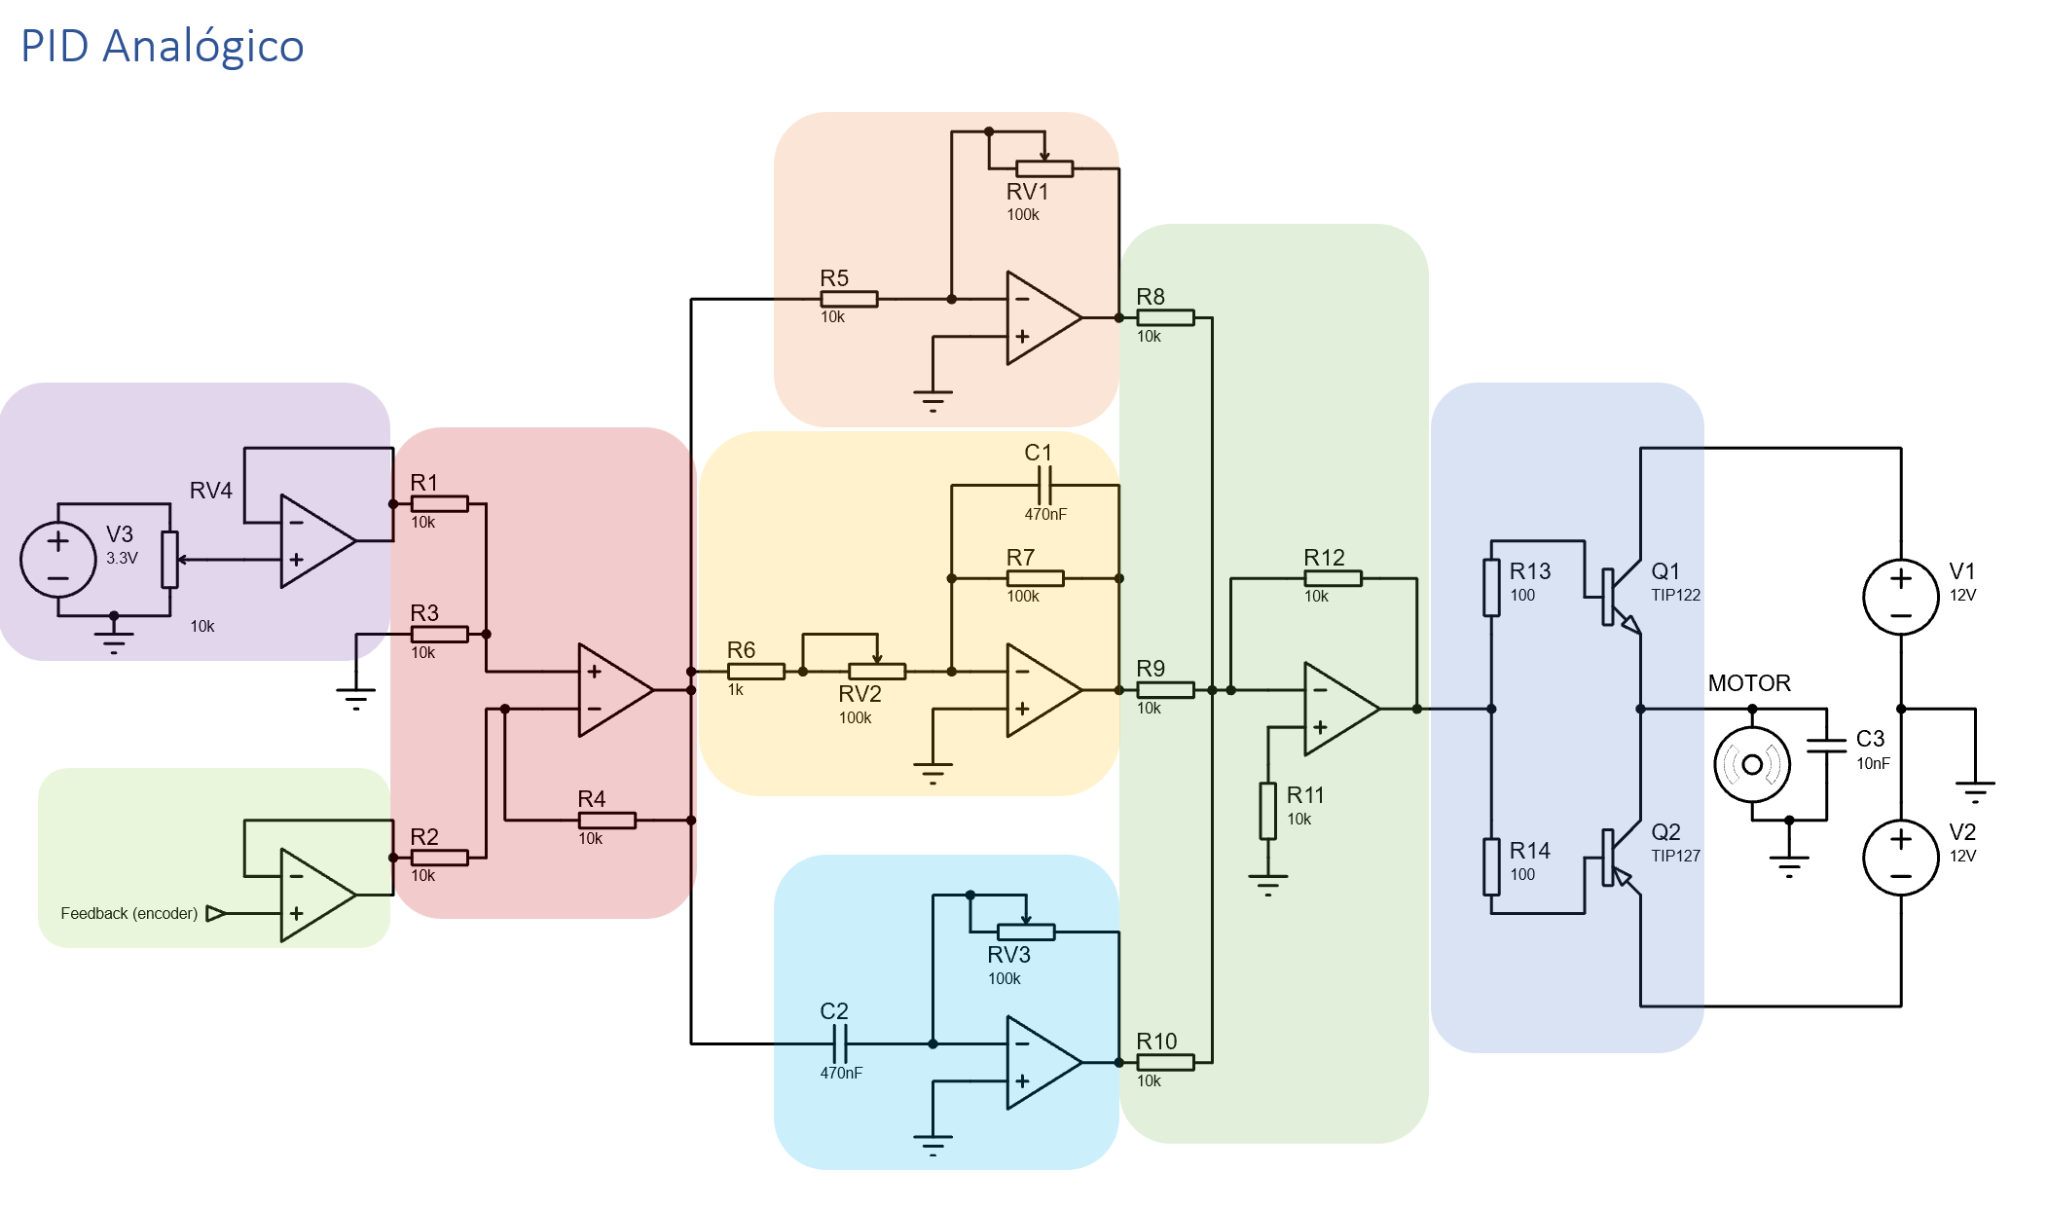 PID Analógico
RV1
100k
R5
10k
R8
10k
RV4
V3
3.3V
10k
R1
10k
R3
10k
C1
470nF
R7
100k
R6
1k
RV2
100k
R9
10k
R12
10k
R11
10k
R13
100
Q1
TIP122
V1
12V
MOTOR
C3
10nF
R14
100
Q2
TIP127
V2
12V
R4
10k
R2
10k
Feedback (encoder)
RV3
100k
C2
470nF
R10
10k